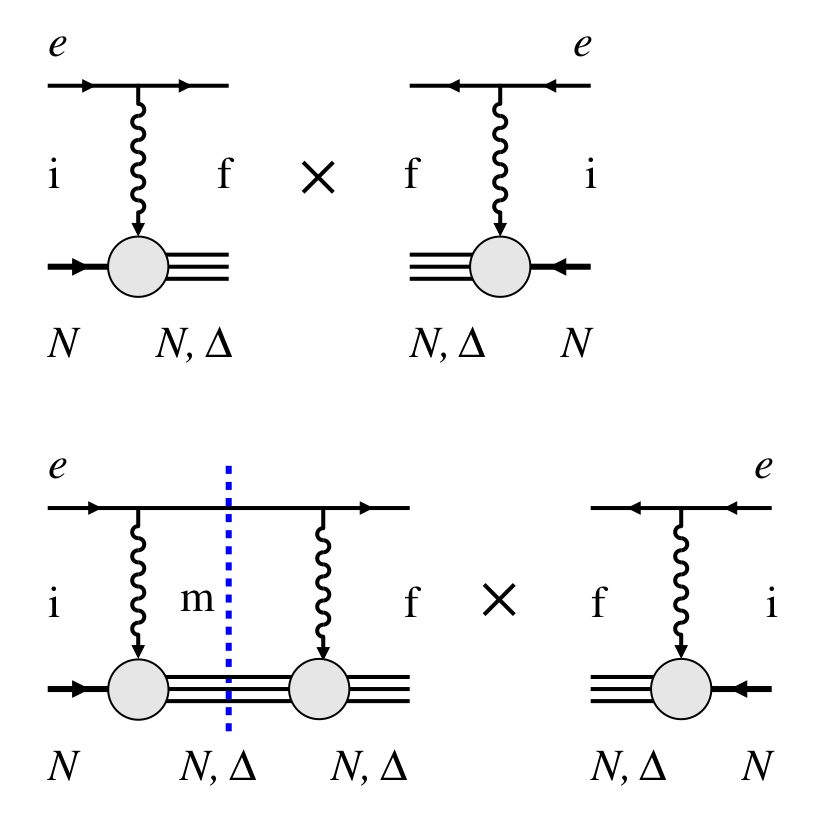 e e
i f × f i
N N, Δ N, Δ N
e e
i m f × f i
N N, Δ N, Δ N, Δ N